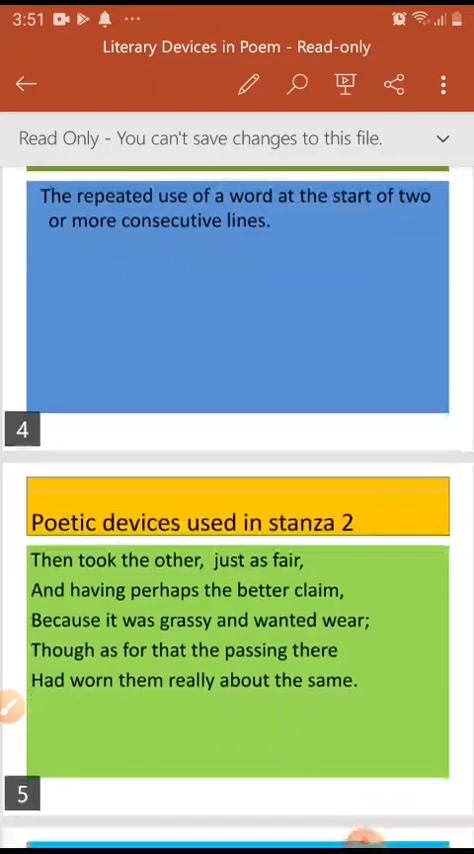 3:51
Literary Devices in Poem - Read-only
Read Only - You can't save changes to this file.
The repeated use of a word at the start of two
or more consecutive lines.
4
Poetic devices used in stanza 2
Then took the other, just as fair,
And having perhaps the better claim,
Because it was grassy and wanted wear;
Though as for that the passing there
Had worn them really about the same.
5